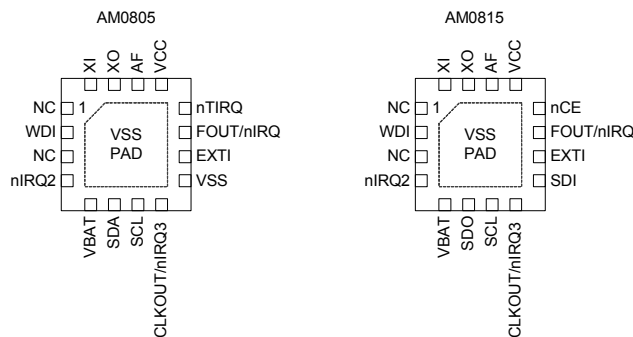 AM0805
XI
XO
AF
VCC
NC
1
nTIRQ
WDI
VSS
PAD
FOUT/nIRQ
NC
EXTI
nIRQ2
VSS
VBAT
SDA
SCL
CLKOUT/nIRQ3
AM0815
XI
XO
AF
VCC
NC
1
nCE
WDI
VSS
PAD
FOUT/nIRQ
NC
EXTI
nIRQ2
SDI
VBAT
SDO
SCL
CLKOUT/nIRQ3